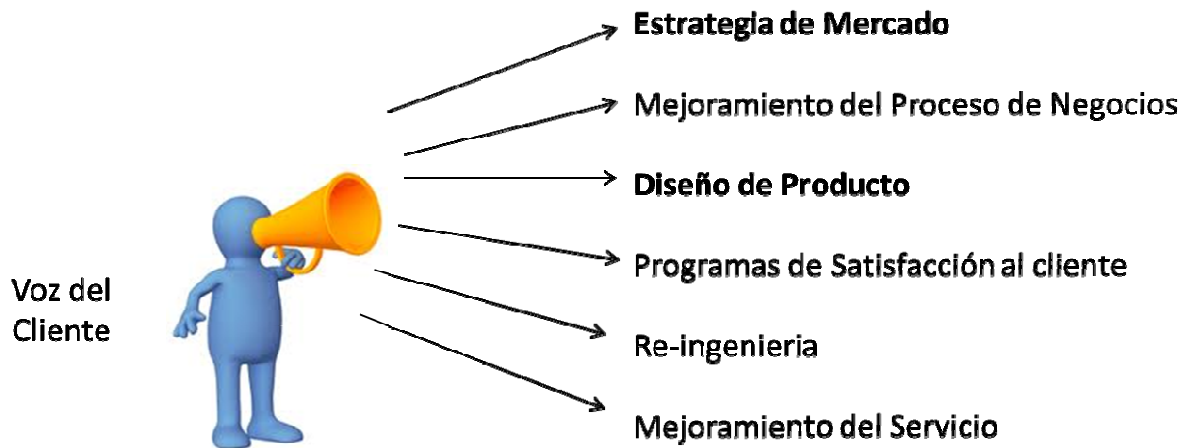 Estrategia de Mercado
Mejoramiento del Proceso de Negocios
Diseño de Producto
Programas de Satisfacción al cliente
Voz del
Cliente
Re-ingenieria
Mejoramiento del Servicio